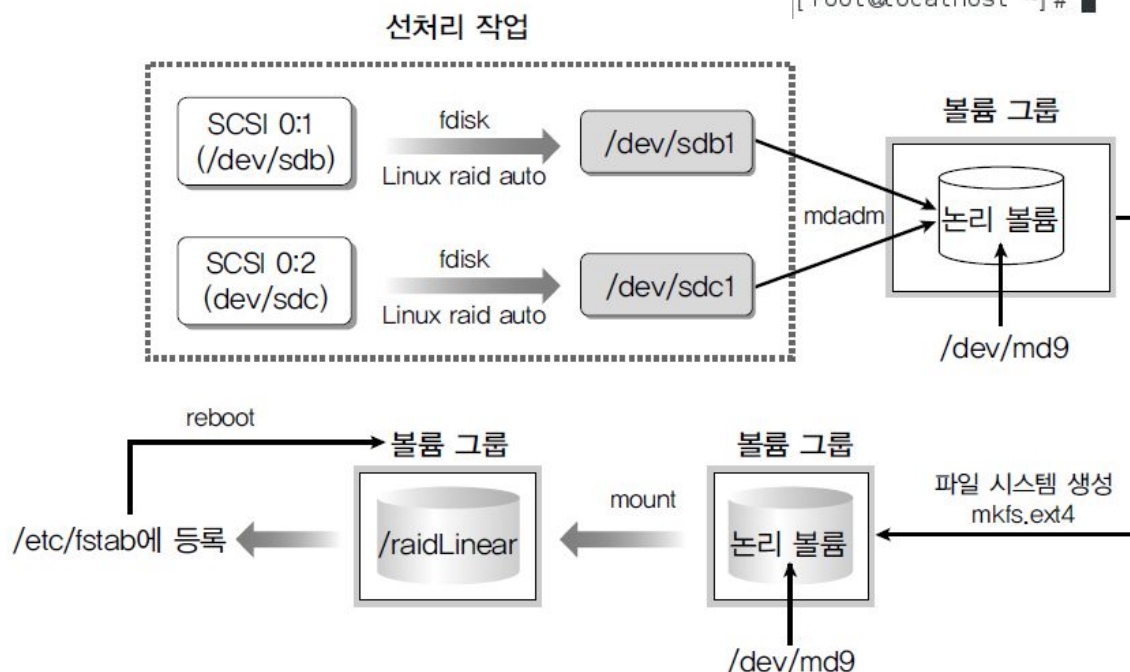 [root@localhost ~]#
선처리 작업
SCSI 0:1
(/dev/sdb)
fdisk
Linux raid auto
/dev/sdb1
SCSI 0:2
(dev/sdc)
fdisk
Linux raid auto
/dev/sdc1
mdadm
볼륨 그룹
논리 볼륨
/dev/md9
reboot
/etc/fstab에 등록
볼륨 그룹
/raidLinear
mount
볼륨 그룹
논리 볼륨
/dev/md9
파일 시스템 생성
mkfs.ext4